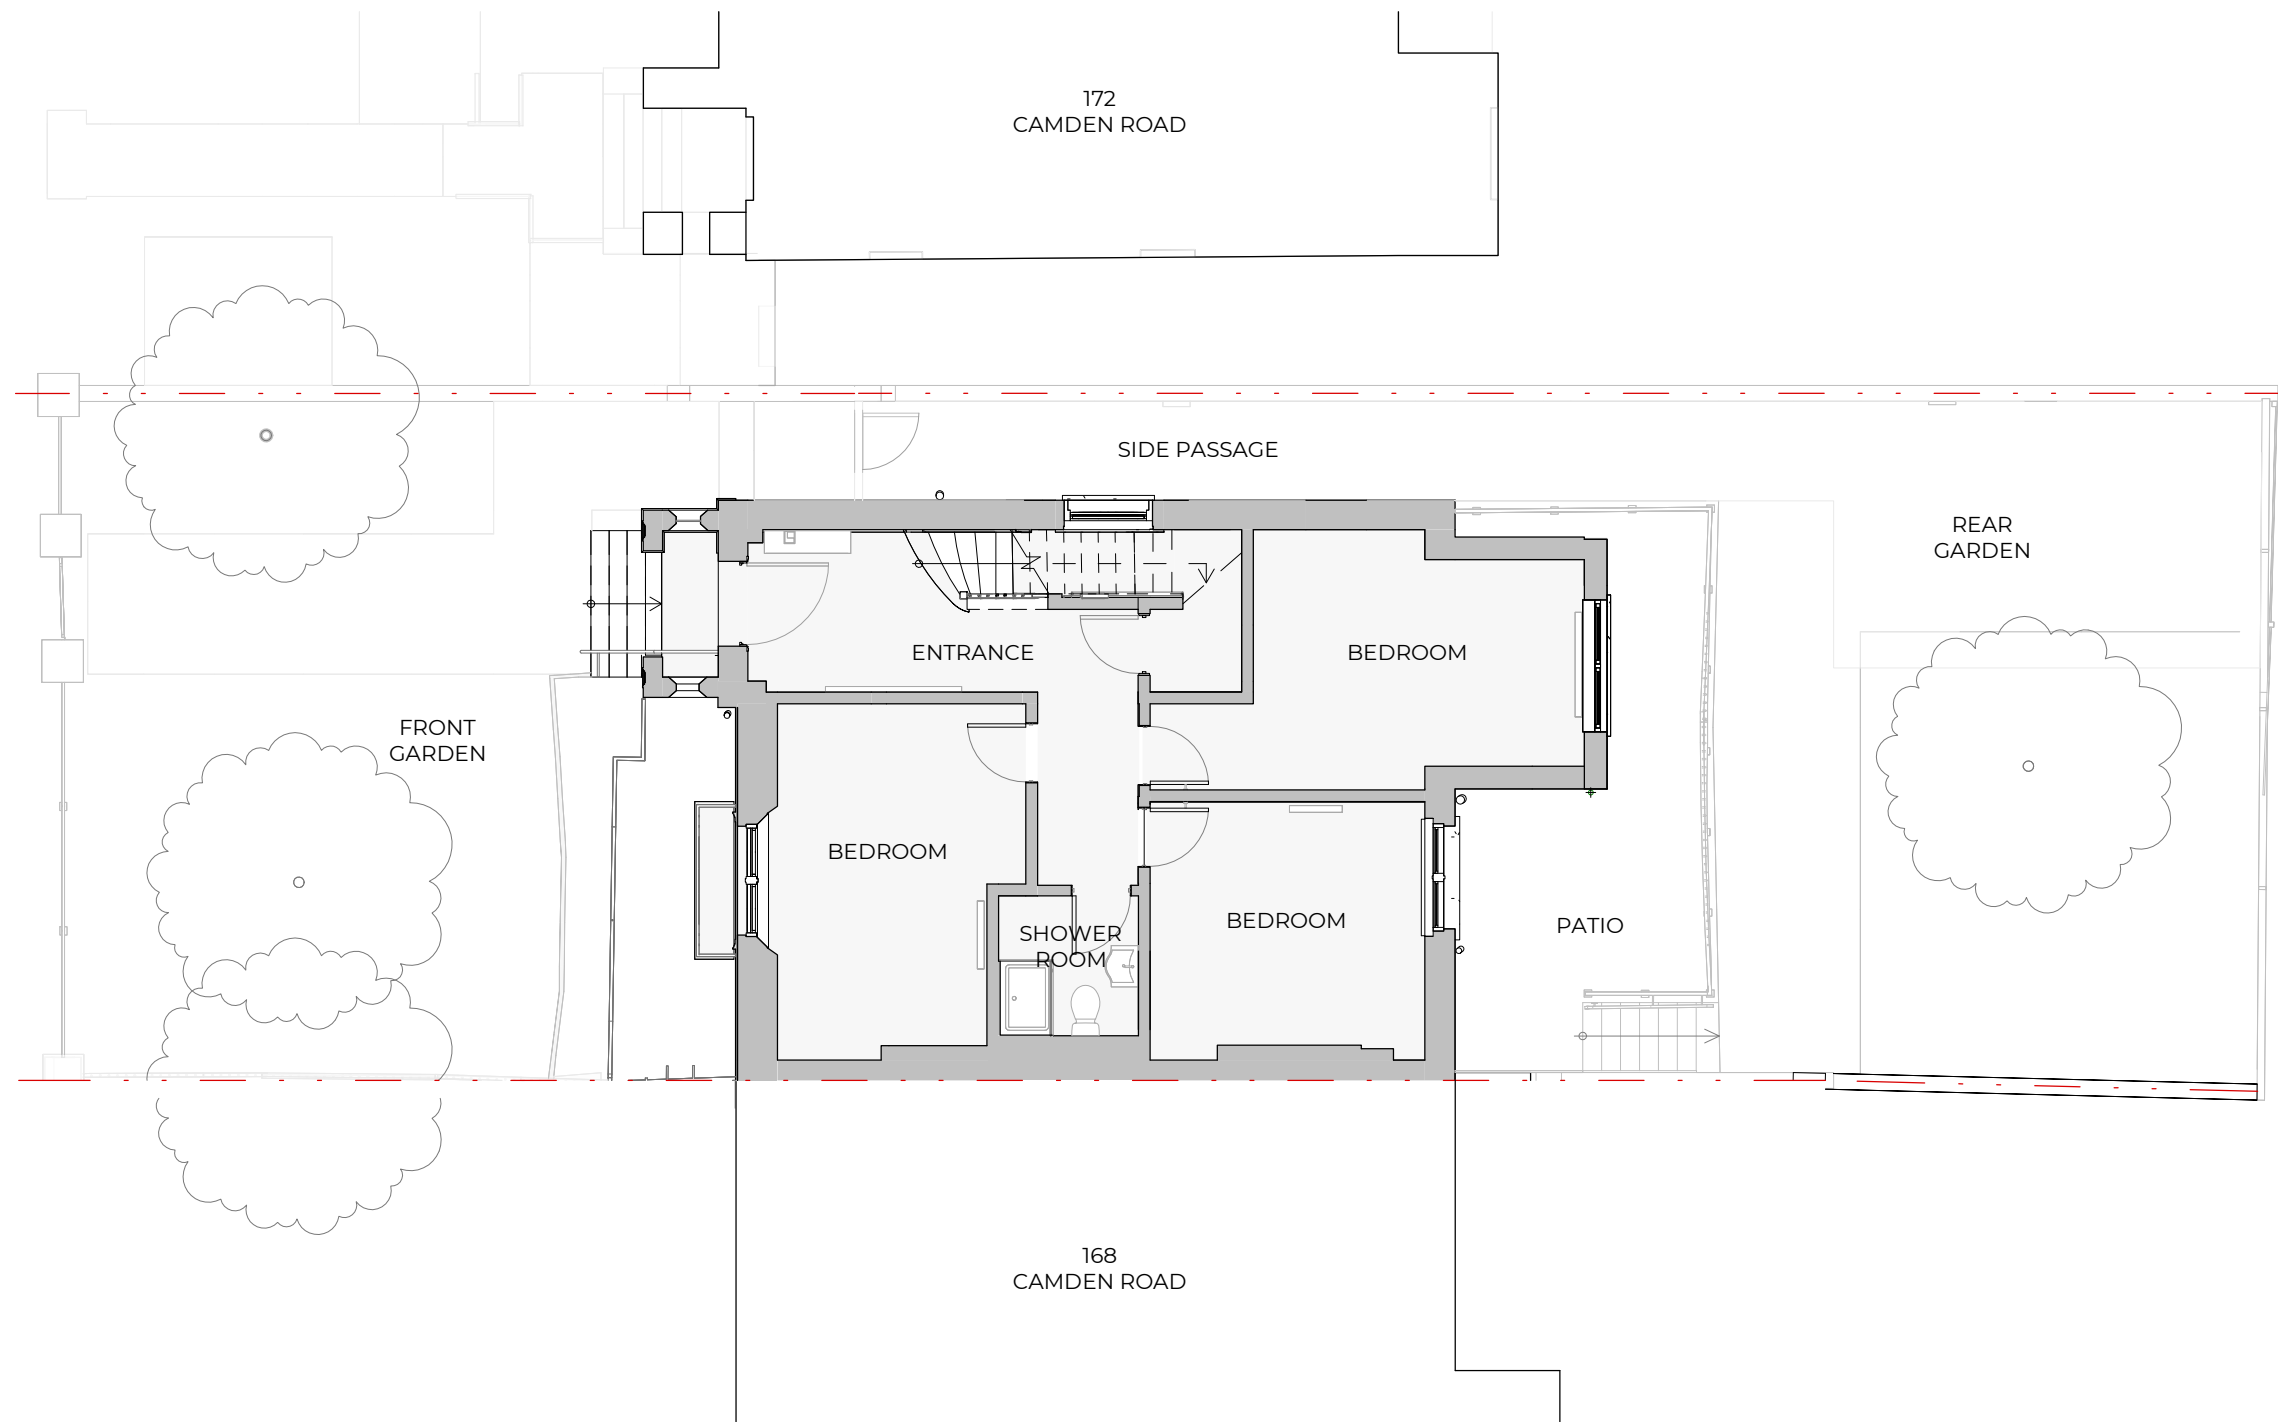 172
CAMDEN ROAD
SIDE PASSAGE
REAR
GARDEN
ENTRANCE
BEDROOM
FRONT
GARDEN
BEDROOM
BEDROOM
SHOWER
ROOM
PATIO
168
CAMDEN ROAD